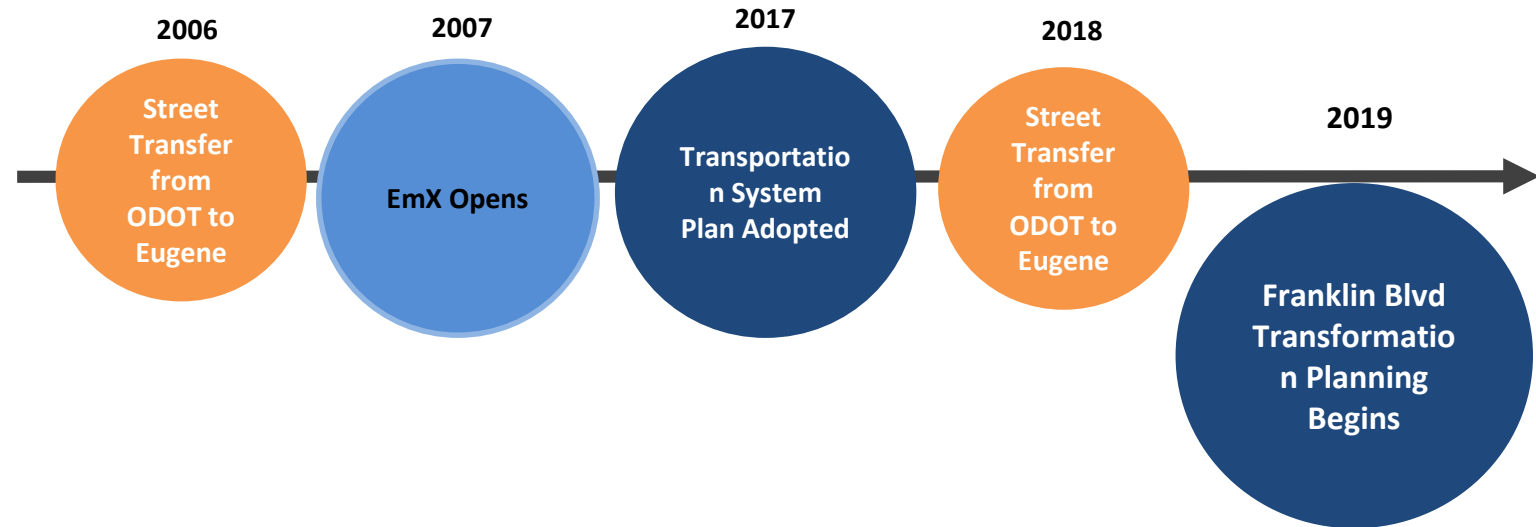 2006
Street
Transfer
from
ODOT to
Eugene
2007
EmX Opens
2017
Transportatio
n System
Plan Adopted
2018
Street
Transfer
from
ODOT to
Eugene
2019
Franklin Blvd
Transformatio
n Planning
Begins